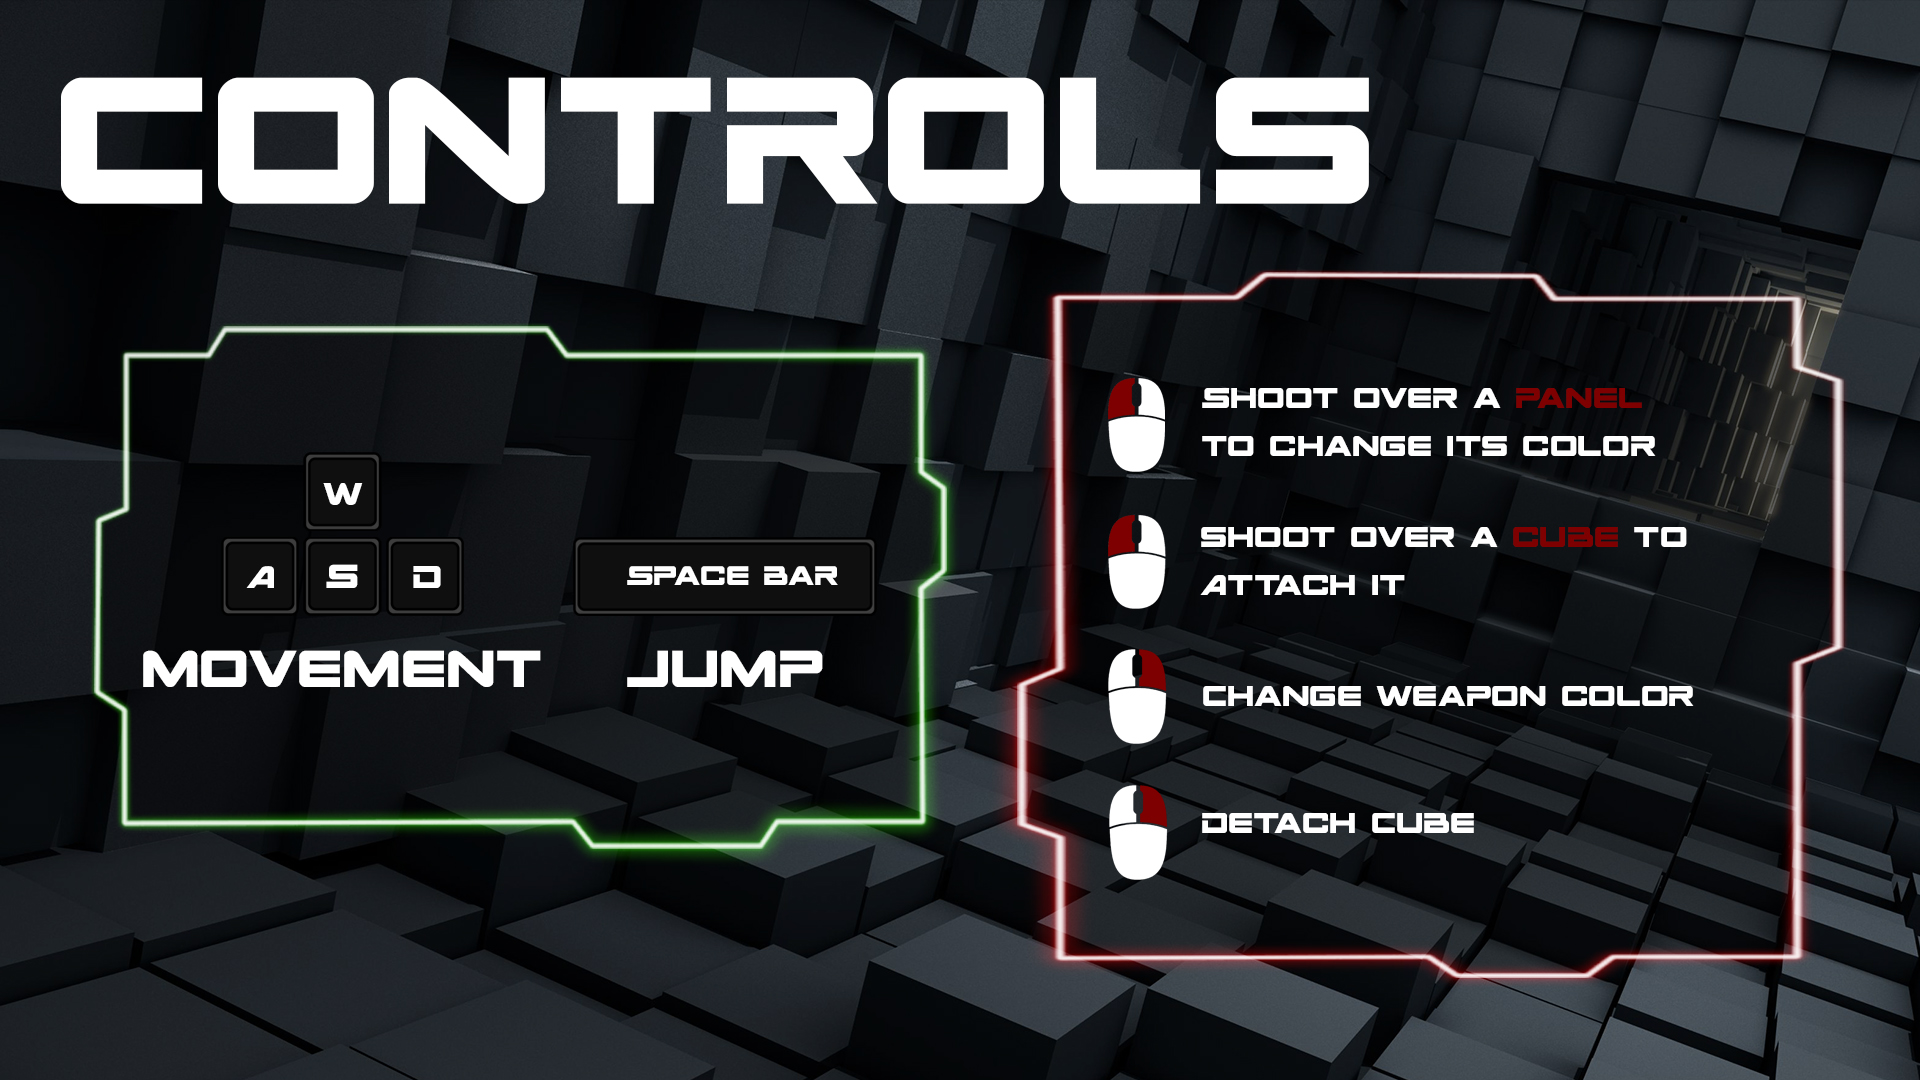 CONTROLS
W
A S D
SPACE BAR
MOVEMENT
JUMP
SHOOT OVER A PANEL
TO CHANGE ITS COLOR
SHOOT OVER A CUBE TO
ATTACH IT
CHANGE WEAPON COLOR
DETACH CUBE